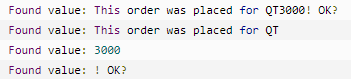 Found value: This order was placed for QT3000! OK?
Found value: This order was placed for QT
Found value: 3000
Found value: ! OK?